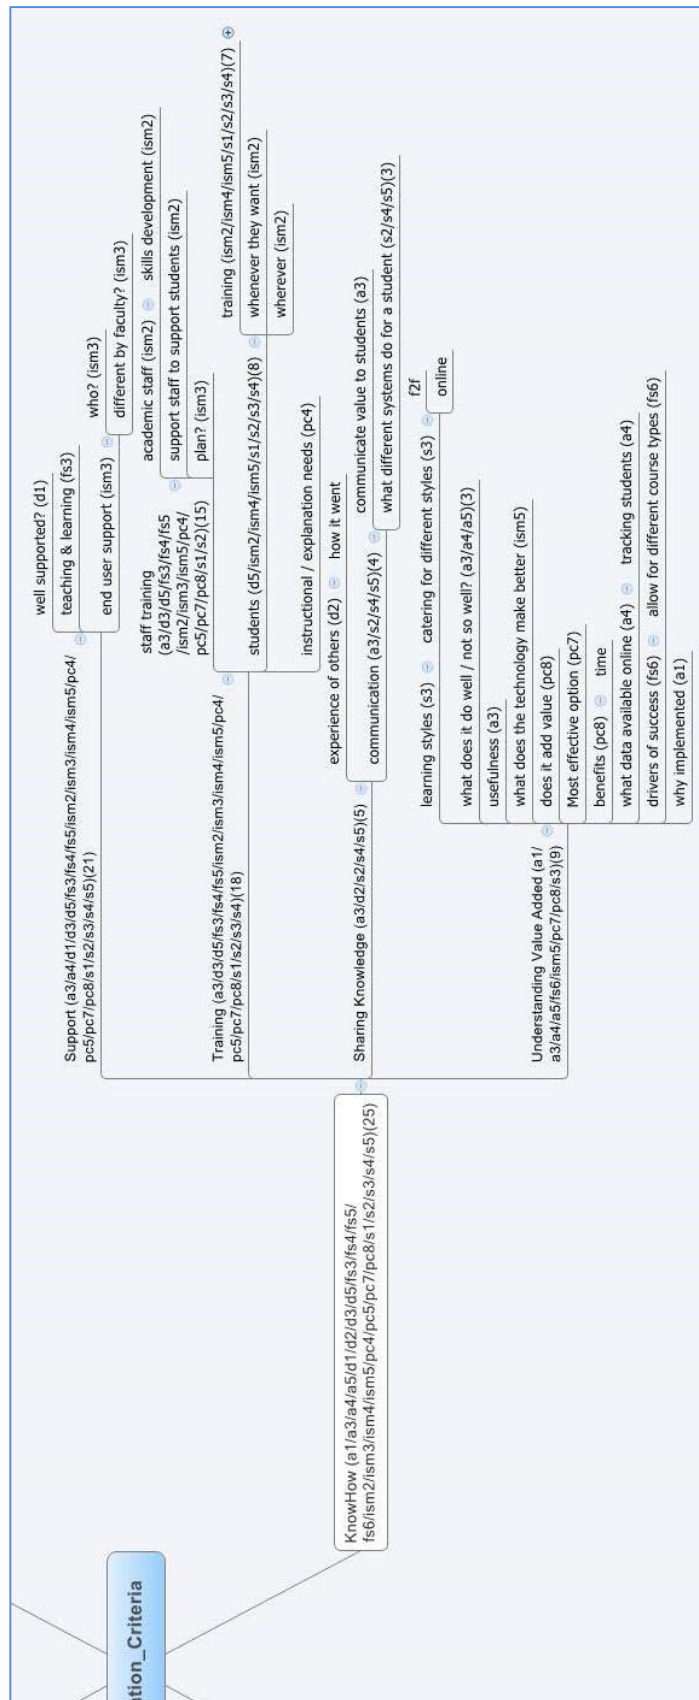 tion_Criteria
KnowHow (a1/a3/a4/a5/d1/d2/d3/d5/fs3/fs4/fs5/
fs6/ism2/ism3/ism4/ism5/pc4/pc5/pc7/pc8/s1/s2/s3/s4/s5)(25)
Support (a3/a4/d1/d3/d5/fs3/fs4/fs5/ism2/ism3/ism4/ism5/pc4/
pc5/pc7/pc8/s1/s2/s3/s4/s5)(21)
well supported? (d1)
teaching & learning (fs3)
end user support (ism3)
who? (ism3)
different by faculty? (ism3)
Training (a3/d3/d5/fs3/fs4/fs5/ism2/ism3/ism4/ism5/pc4/
pc5/pc7/pc8/s1/s2/s3/s4)(18)
staff training
(a3/d3/d5/fs3/fs4/fs5
/ism2/ism3/ism5/pc4/
pc5/pc7/pc8/s1/s2)(15)
academic staff (ism2)
skills development (ism2)
support staff to support students (ism2)
plan? (ism3)
students (d5/ism2/ism4/ism5/s1/s2/s3/s4)(8)
training (ism2/ism4/ism5/s1/s2/s3/s4)(7)
whenever they want (ism2)
wherever (ism2)
instructional / explanation needs (pc4)
Sharing Knowledge (a3/d2/s2/s4/s5)(5)
experience of others (d2)
how it went
communication (a3/s2/s4/s5)(4)
communicate value to students (a3)
what different systems do for a student (s2/s4/s5)(3)
Understanding Value Added (a1/
a3/a4/a5/fs6/ism5/pc7/pc8/s3)(9)
learning styles (s3)
catering for different styles (s3)
f2f
online
what does it do well / not so well? (a3/a4/a5)(3)
usefulness (a3)
what does the technology make better (ism5)
does it add value (pc8)
Most effective option (pc7)
benefits (pc8)
time
what data available online (a4)
tracking students (a4)
drivers of success (fs6)
allow for different course types (fs6)
why implemented (a1)